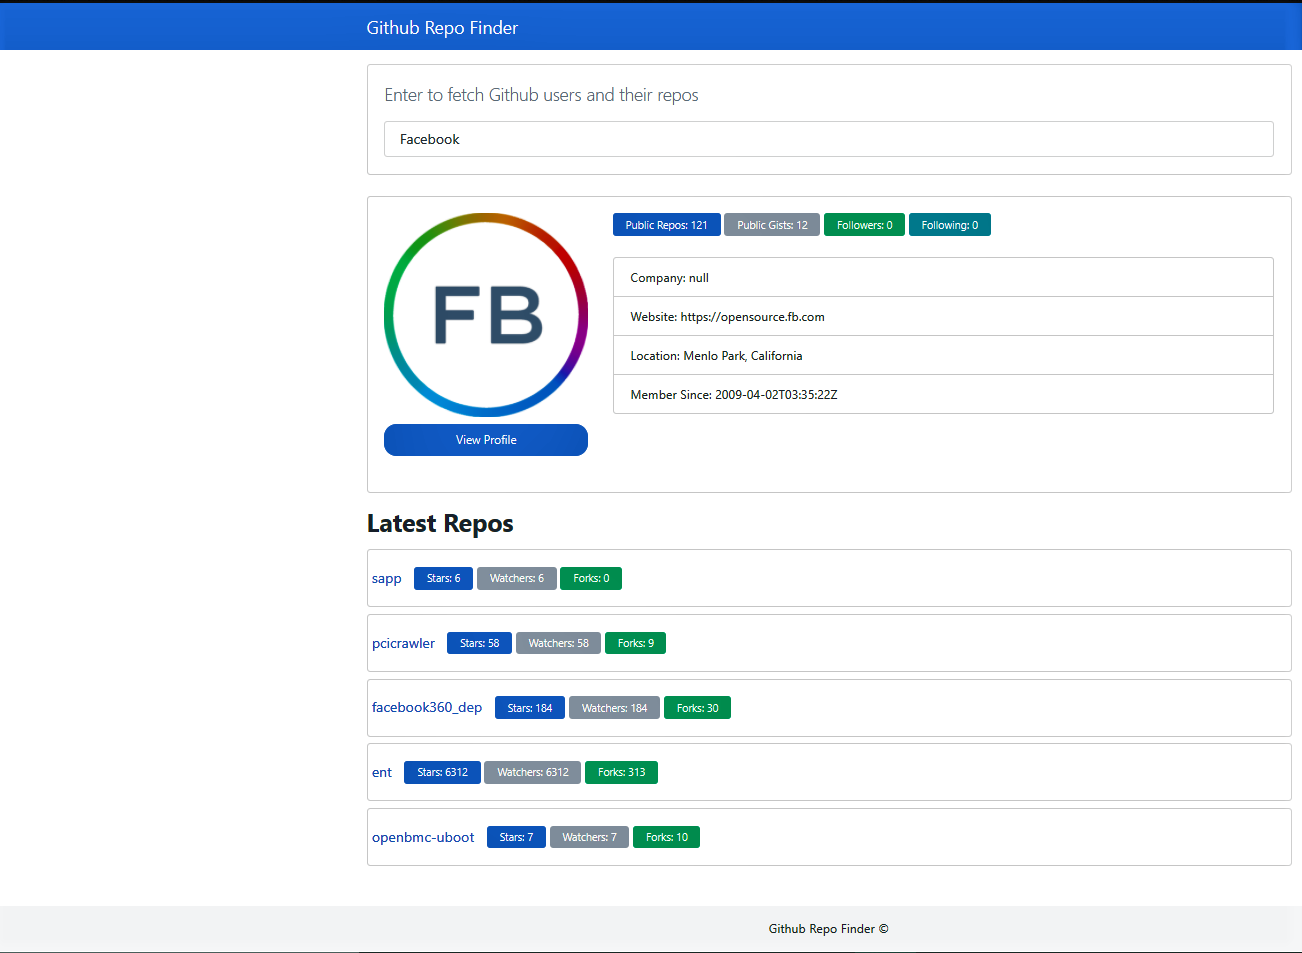 Github Repo Finder
Enter to fetch Github users and their repos
Facebook
FB
View Profile
Public Repos: 121 Public Gists: 12 Followers: 0 Following: 0
Company: null
Website: https://opensource.fb.com
Location: Menlo Park, California
Member Since: 2009-04-02T03:35:22Z
Latest Repos
sapp Stars: 6 Watchers: 6 Forks: 0
pcicrawler Stars: 58 Watchers: 58 Forks: 9
facebook360_dep Stars: 184 Watchers: 184 Forks: 30
ent Stars: 6312 Watchers: 6312 Forks: 313
openbmc-uboot Stars: 7 Watchers: 7 Forks: 10
Github Repo Finder ©